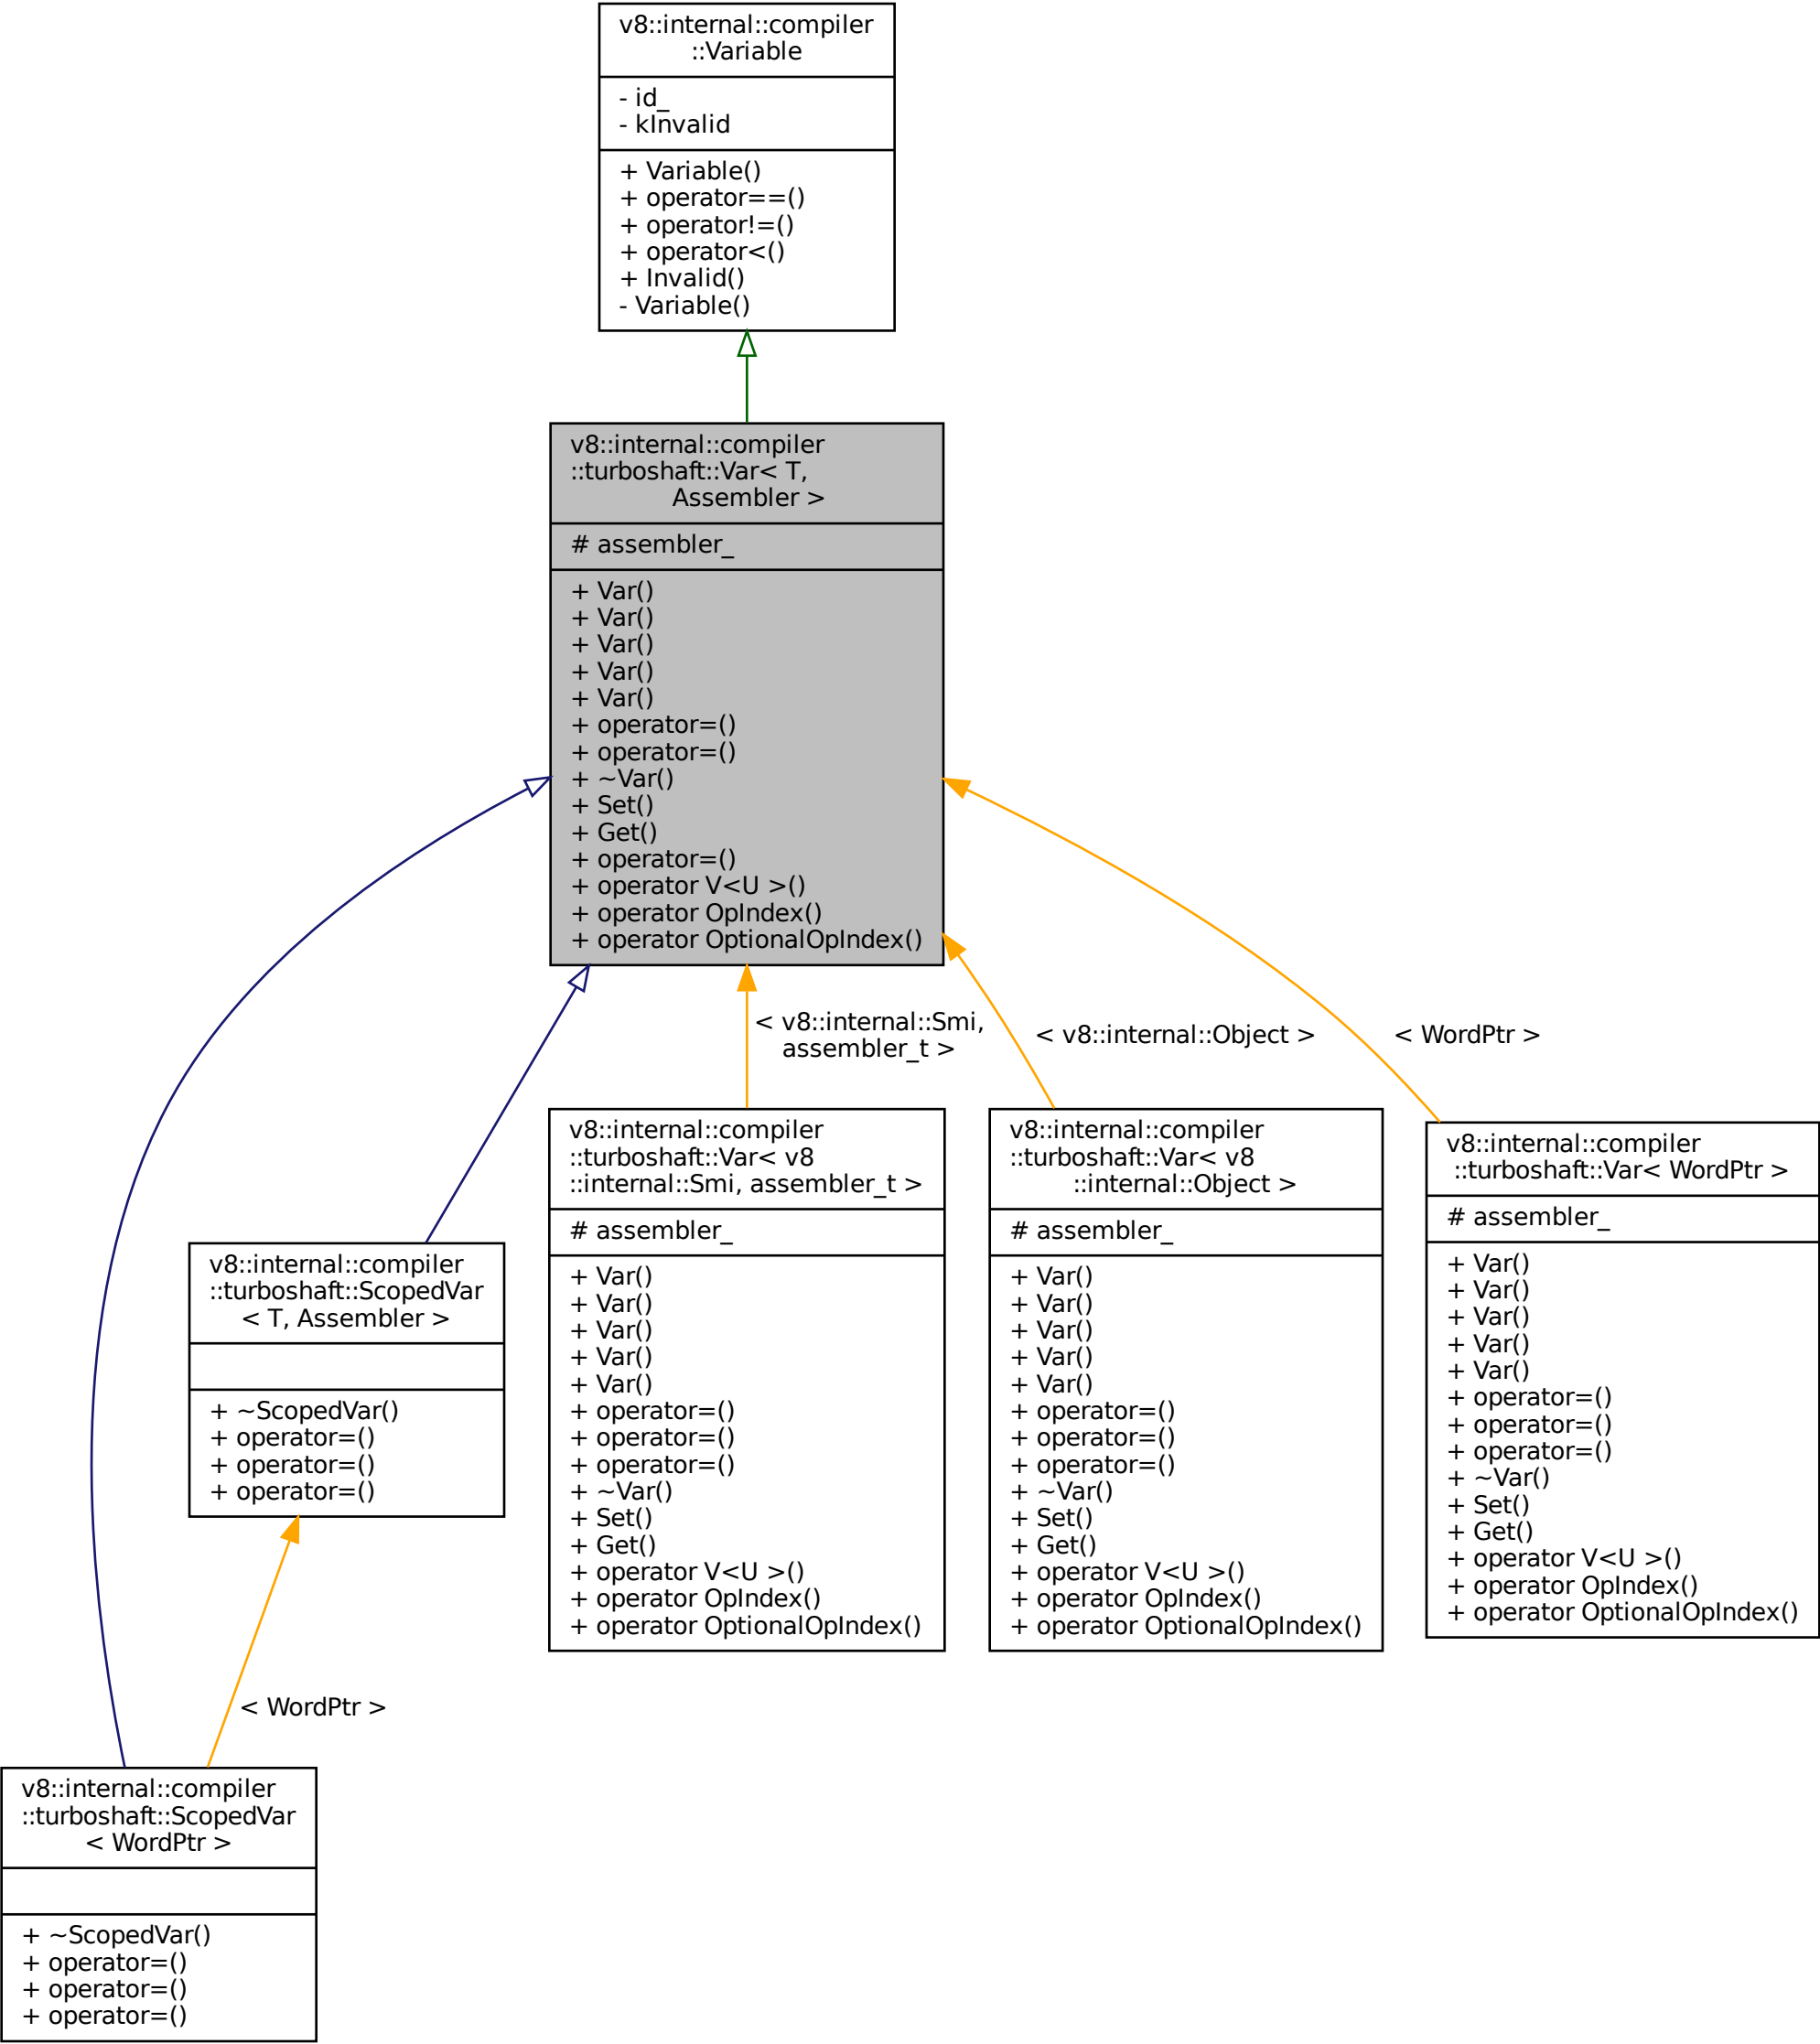 v8::internal::compiler
::Variable
- id_
- kInvalid
+ Variable()
+ operator==()
+ operator!=()
+ operator<()
+ Invalid()
- Variable()
v8::internal::compiler
::turboshaft::Var< T,
Assembler >
# assembler_
+ Var()
+ Var()
+ Var()
+ Var()
+ Var()
+ operator=()
+ operator=()
+ ~Var()
+ Set()
+ Get()
+ operator=()
+ operator V<U >()
+ operator OpIndex()
+ operator OptionalOpIndex()
< v8::internal::Smi,
assembler_t >
< v8::internal::Object >
< WordPtr >
v8::internal::compiler
::turboshaft::ScopedVar
< T, Assembler >
+ ~ScopedVar()
+ operator=()
+ operator=()
+ operator=()
v8::internal::compiler
::turboshaft::Var< v8
::internal::Smi, assembler_t >
# assembler_
+ Var()
+ Var()
+ Var()
+ Var()
+ Var()
+ operator=()
+ operator=()
+ operator=()
+ ~Var()
+ Set()
+ Get()
+ operator V<U >()
+ operator OpIndex()
+ operator OptionalOpIndex()
v8::internal::compiler
::turboshaft::Var< v8
::internal::Object >
# assembler_
+ Var()
+ Var()
+ Var()
+ Var()
+ Var()
+ operator=()
+ operator=()
+ operator=()
+ ~Var()
+ Set()
+ Get()
+ operator V<U >()
+ operator OpIndex()
+ operator OptionalOpIndex()
v8::internal::compiler
::turboshaft::Var< WordPtr >
# assembler_
+ Var()
+ Var()
+ Var()
+ Var()
+ Var()
+ operator=()
+ operator=()
+ operator=()
+ ~Var()
+ Set()
+ Get()
+ operator V<U >()
+ operator OpIndex()
+ operator OptionalOpIndex()
< WordPtr >
v8::internal::compiler
::turboshaft::ScopedVar
< WordPtr >
+ ~ScopedVar()
+ operator=()
+ operator=()
+ operator=()